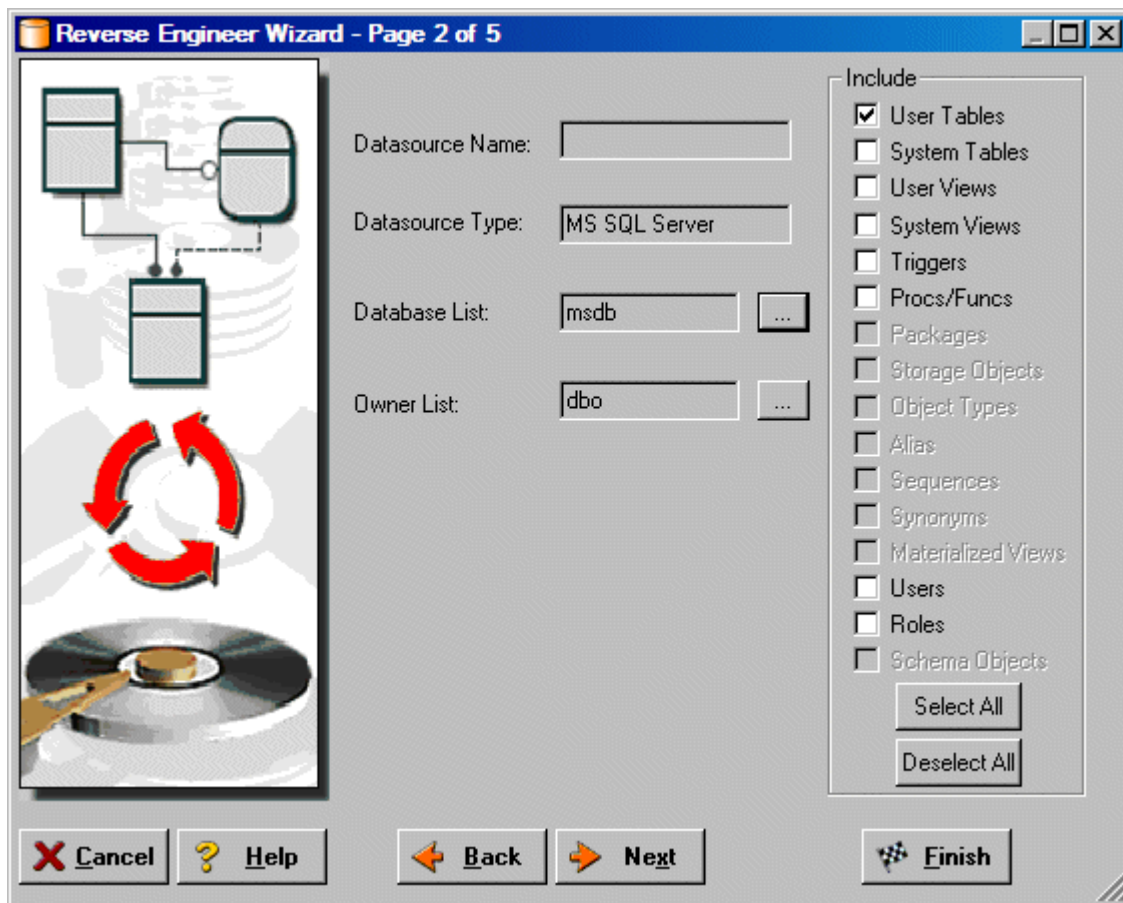 Reverse Engineer Wizard - Page 2 of 5
Datasource Name:
Datasource Type: MS SQL Server
Database List: msdb ...
Owner List: dbo ...
Include
User Tables
System Tables
User Views
System Views
Triggers
Procs/Funcs
Packages
Storage Objects
Object Types
Alias
Sequences
Synonyms
Materialized Views
Users
Roles
Schema Objects
Select All
Deselect All
Cancel Help Back Next Finish